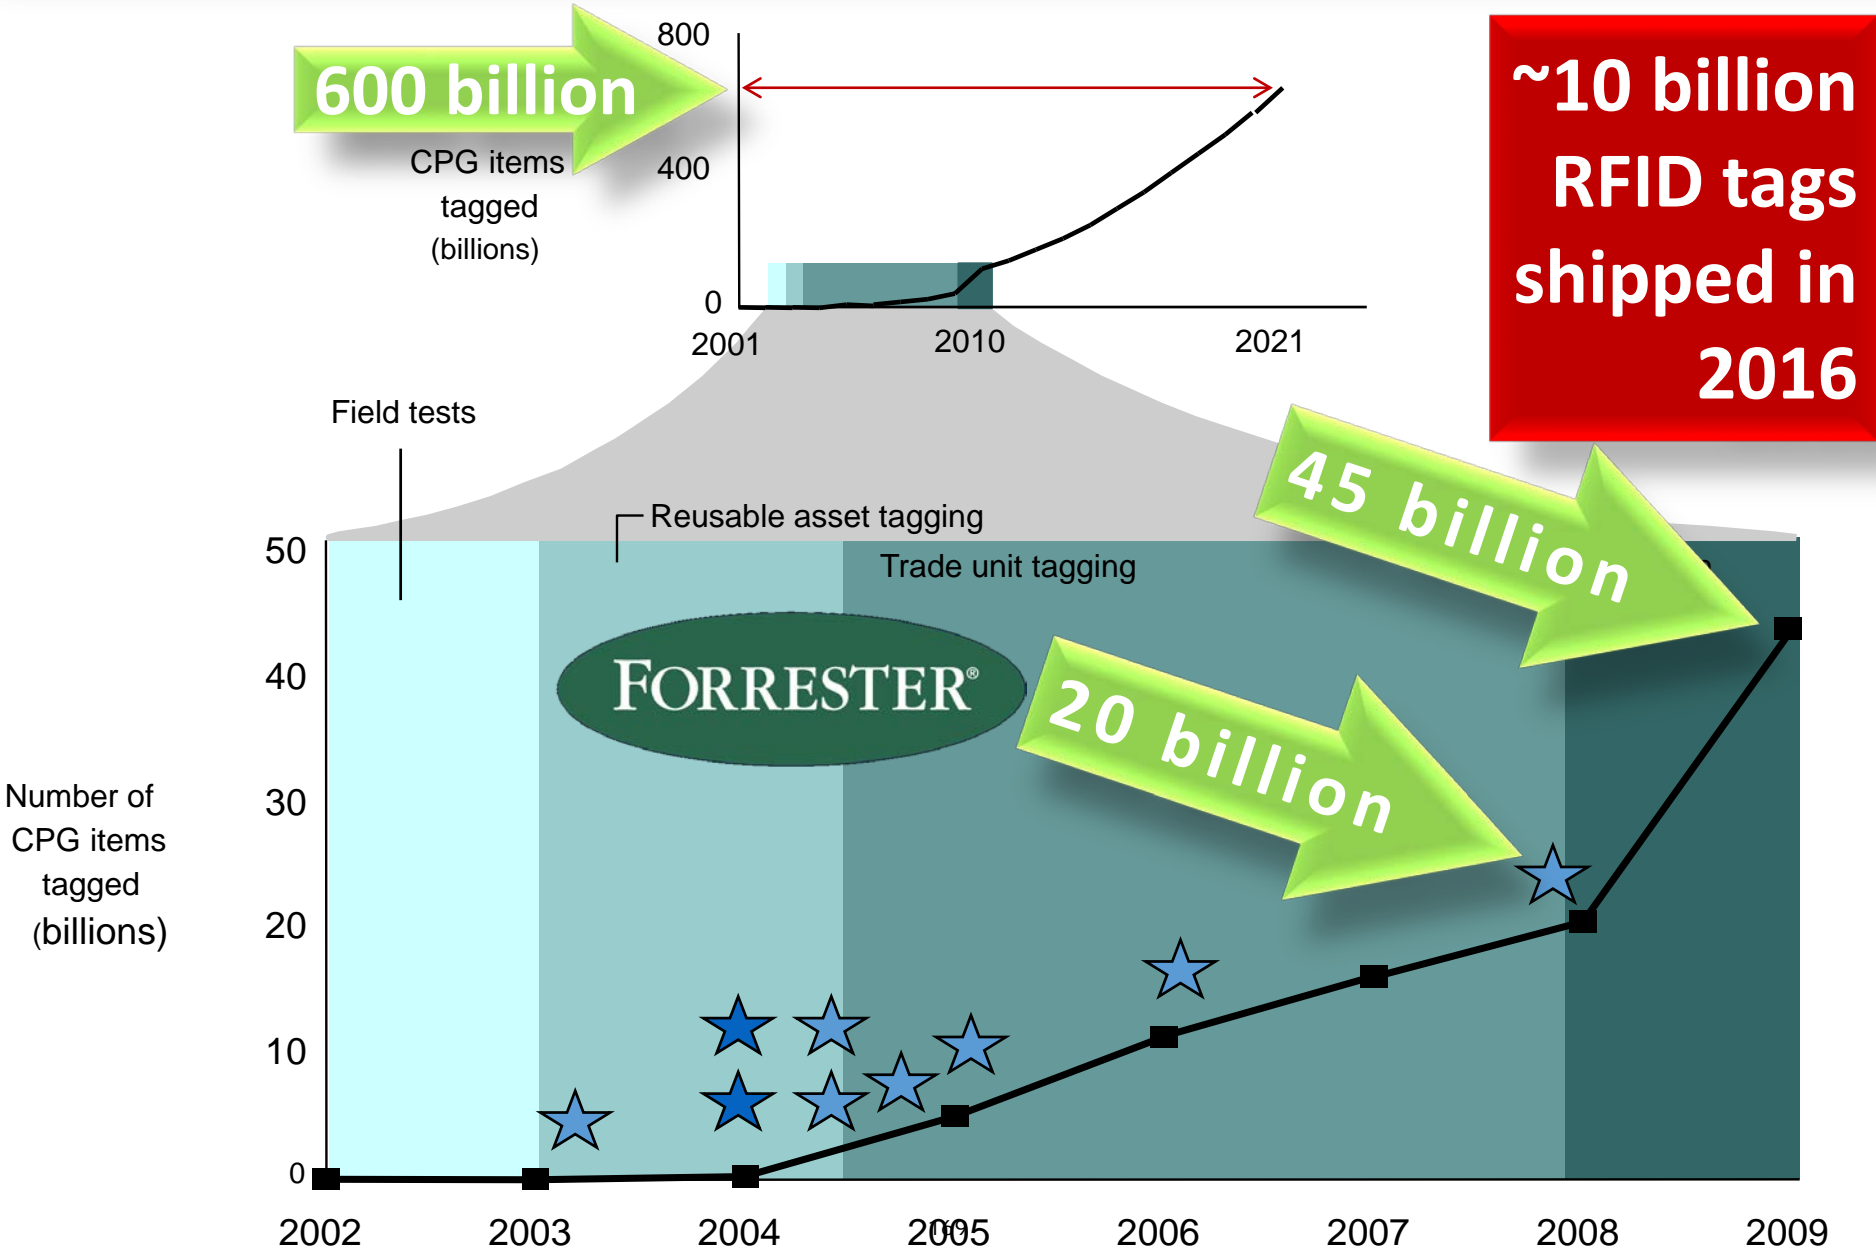 600 billion
800
CPG items
tagged
(billions)
400
0
2001
2010
2021
~10 billion
RFID tags
shipped in
2016
Field tests
Reusable asset tagging
Trade unit tagging
45 billion
FORRESTER®
20 billion
50
40
30
20
10
0
Number of
CPG items
tagged
(billions)
2002
2003
2004
2005
169
2006
2007
2008
2009